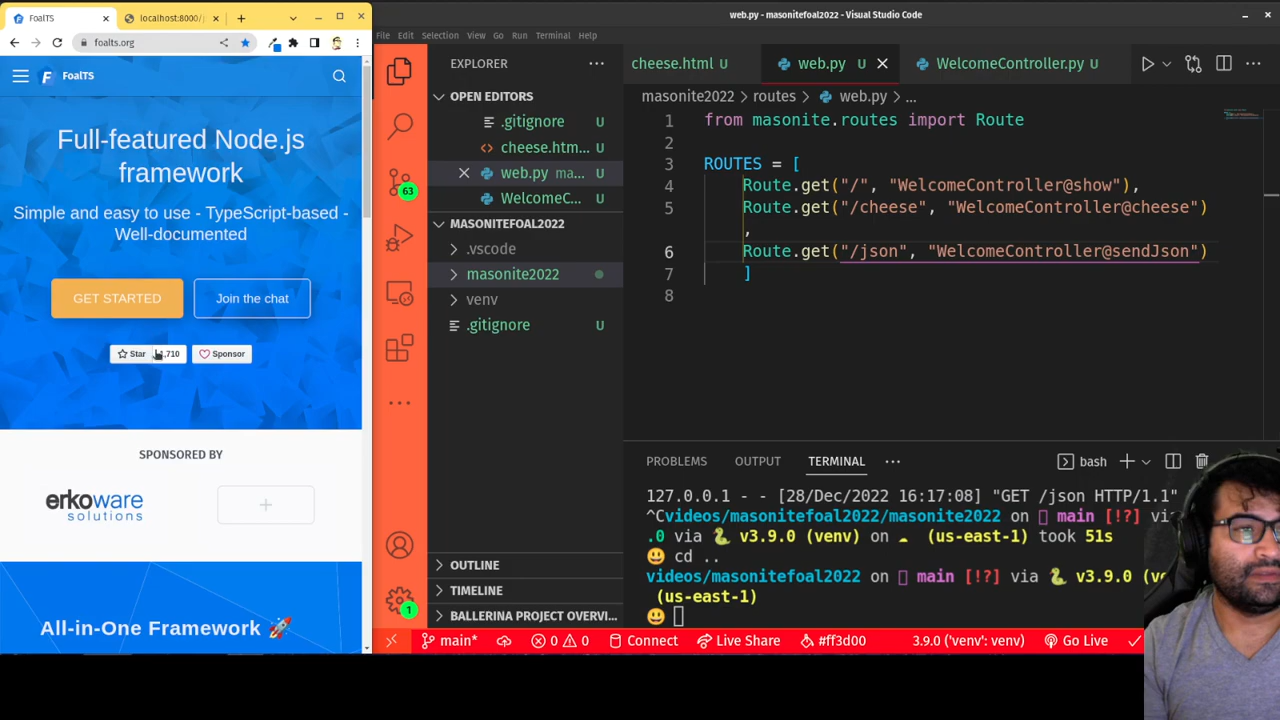 FoalTS
localhost:8000/
web.py - masonitefoal2022 - Visual Studio Code
foalts.org
File Edit Selection View Go Run Terminal Help
FoalTS
Full-featured Node.js
framework
Simple and easy to use - TypeScript-based -
Well-documented
GET STARTED
Join the chat
Star
,710
Sponsor
SPONSORED BY
erkoware
solutions
All-in-One Framework 🚀
EXPLORER
OPEN EDITORS
.gitignore U
cheese.htm... U
web.py ma... U
WelcomeC... U
MASONITEFOAL2022
.vscode
masonite2022
venv
.gitignore U
OUTLINE
TIMELINE
BALLERINA PROJECT OVERVI...
63
1
cheese.html U
web.py U
WelcomeController.py U
masonite2022 > routes > web.py > ...
1 from masonite.routes import Route
2
3 ROUTES = [
4 Route.get("/", "WelcomeController@show"),
5 Route.get("/cheese", "WelcomeController@cheese")
,
6 Route.get("/json", "WelcomeController@sendJson")
7 ]
8
PROBLEMS OUTPUT TERMINAL ...
bash
127.0.0.1 - - [28/Dec/2022 16:17:08] "GET /json HTTP/1.1"
^Cvideos/masonitefoal2022/masonite2022 on main [!?] via
.0 via 🐍 v3.9.0 (venv) on ☁ (us-east-1) took 51s
😃 cd ..
videos/masonitefoal2022 on main [!?] via 🐍 v3.9.0 (ve
(us-east-1)
😃
main* 0 0 Connect Live Share #ff3d00 3.9.0 ('venv': venv) Go Live